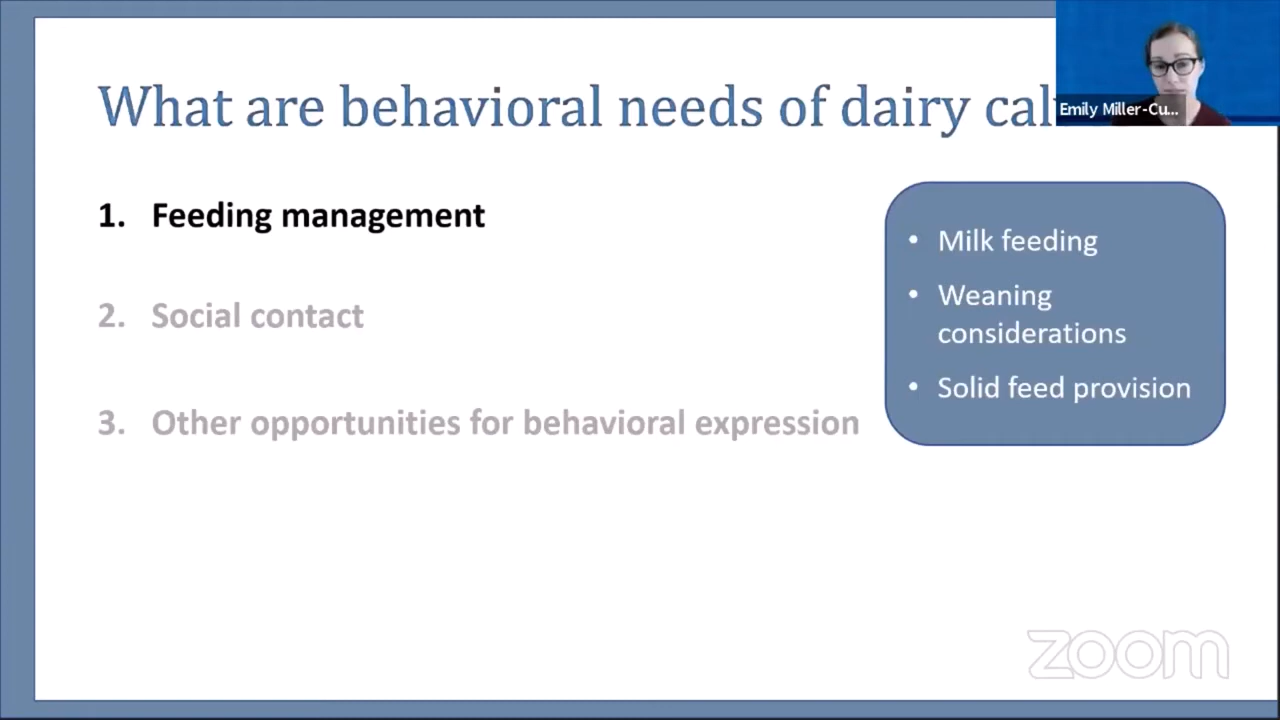 What are behavioral needs of dairy cal
Emily Miller-Cu...
1. Feeding management
2. Social contact
3. Other opportunities for behavioral expression
• Milk feeding
• Weaning
considerations
• Solid feed provision
zoom